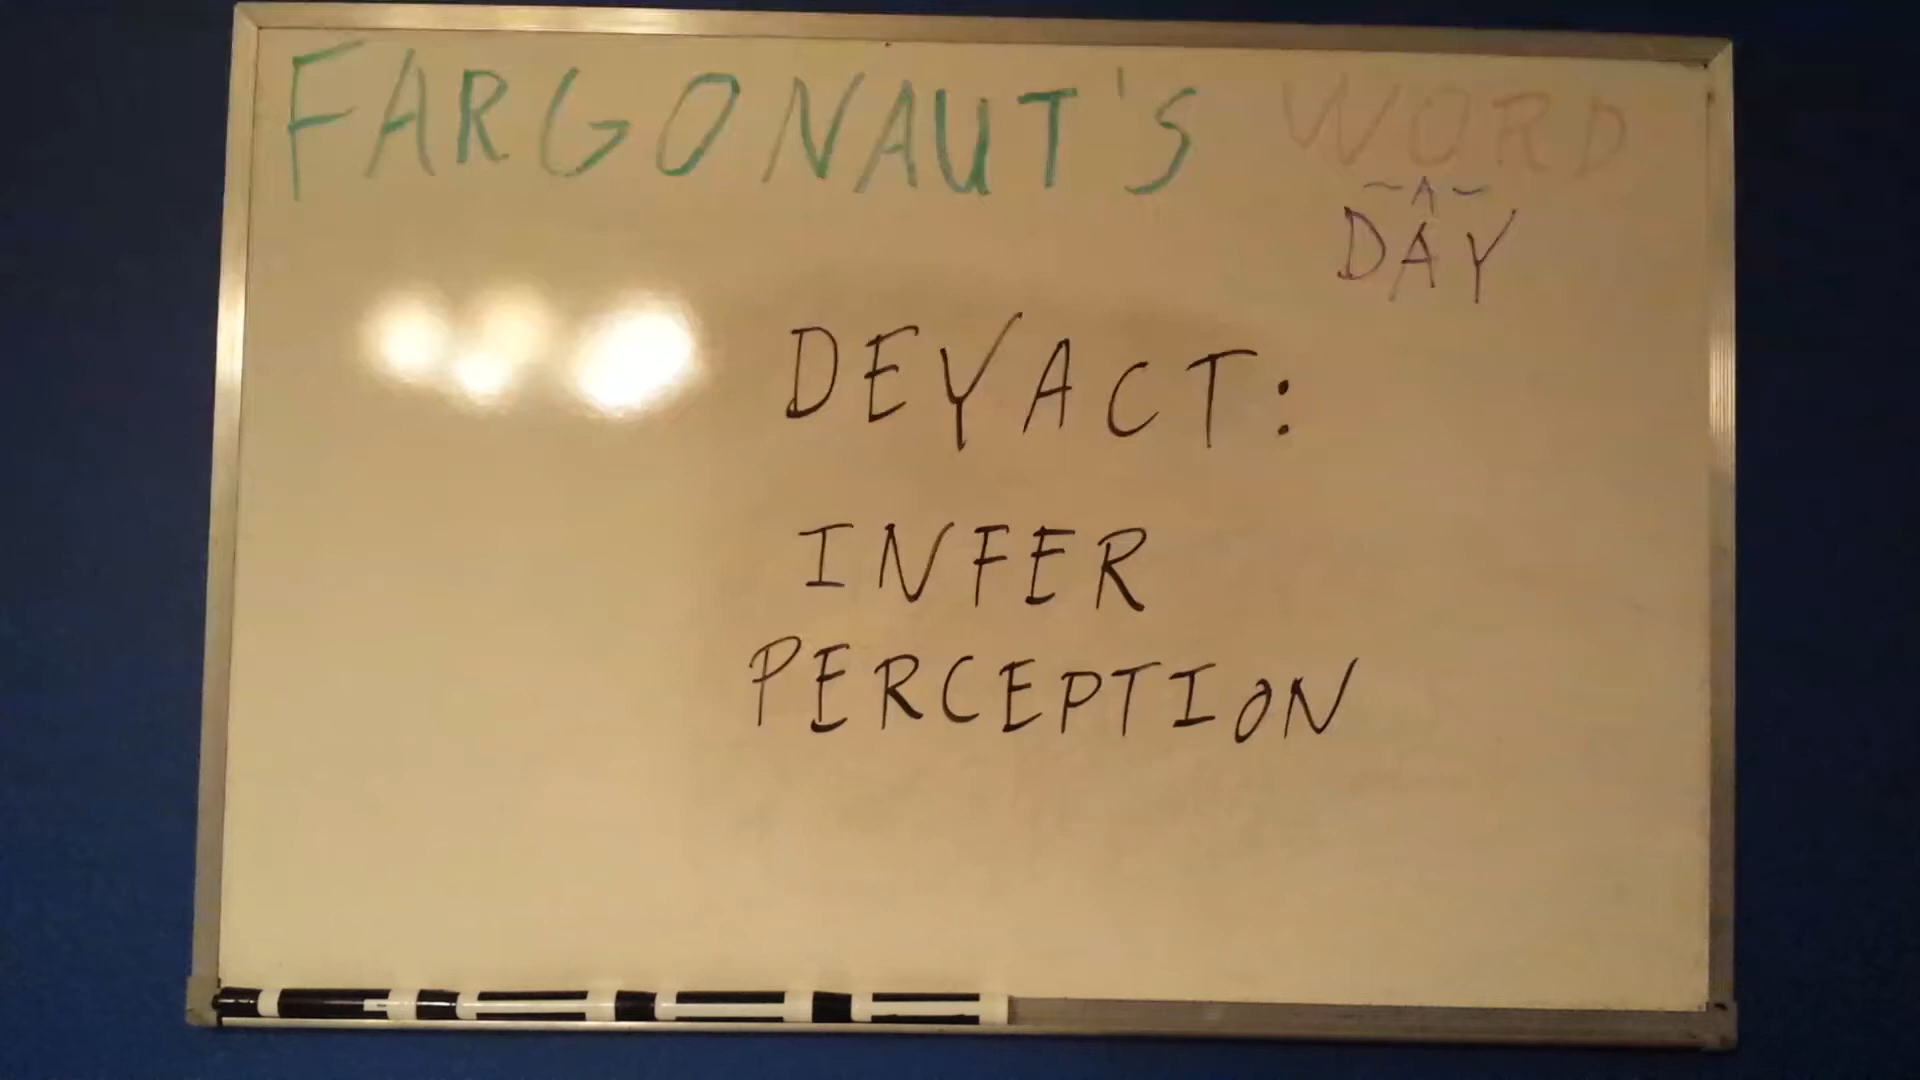 FARGONAUT'S WORD
~A~
DAY
DEYACT:
INFER
PERCEPTION